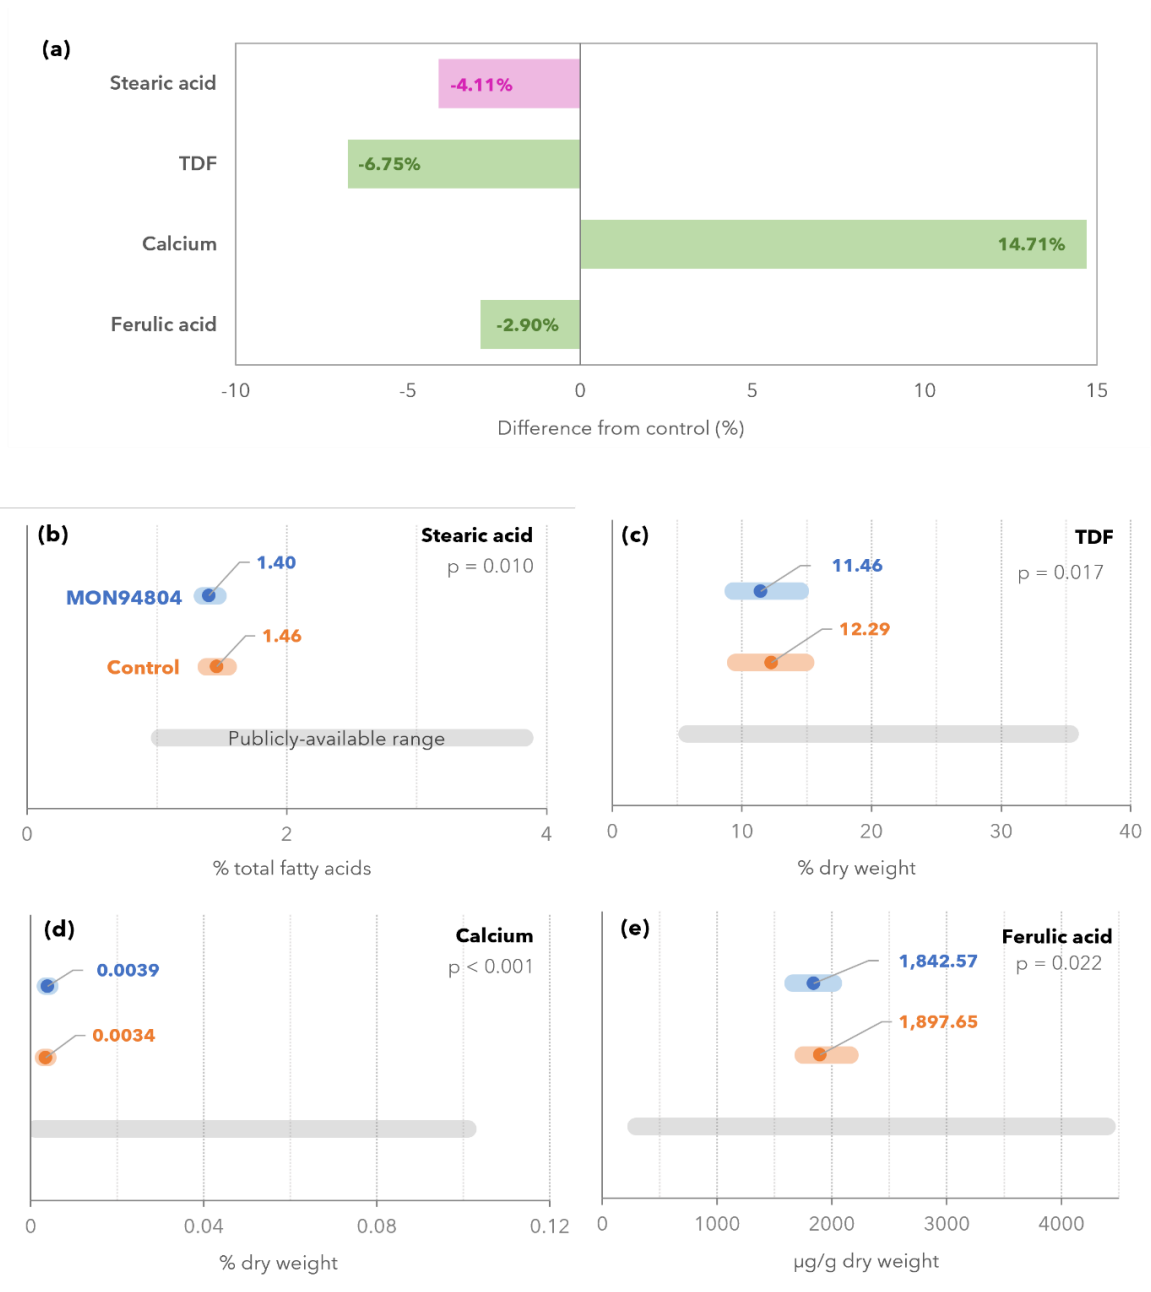 (a)
Stearic acid
-4.11%
TDF
-6.75%
Calcium
14.71%
Ferulic acid
-2.90%
-10 -5 0 5 10 15
Difference from control (%)
(b)
Stearic acid
p = 0.010
1.40
MON94804
1.46
Control
Publicly-available range
0 2 4
% total fatty acids
(c)
TDF
p = 0.017
11.46
12.29
0 10 20 30 40
% dry weight
(d)
Calcium
p < 0.001
0.0039
0.0034
0 0.04 0.08 0.12
% dry weight
(e)
Ferulic acid
p = 0.022
1,842.57
1,897.65
0 1000 2000 3000 4000
μg/g dry weight